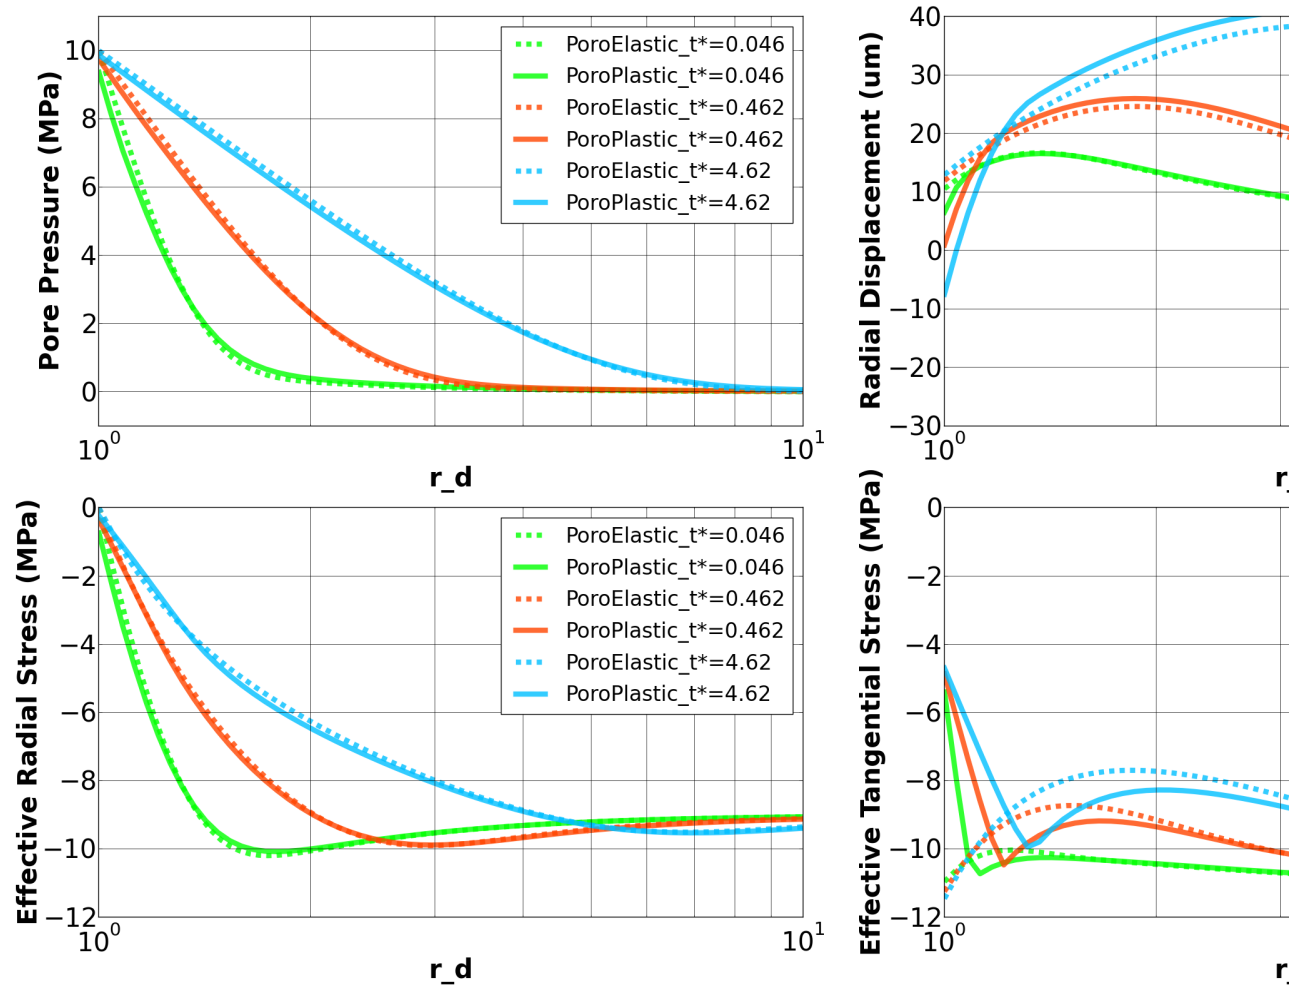 Pore Pressure (MPa)
10
8
6
4
2
0
10^0
10^1
r_d
PoroElastic_t*=0.046
PoroPlastic_t*=0.046
PoroElastic_t*=0.462
PoroPlastic_t*=0.462
PoroElastic_t*=4.62
PoroPlastic_t*=4.62
Radial Displacement (um)
40
30
20
10
0
−10
−20
−30
10^0
r_
Effective Radial Stress (MPa)
0
−2
−4
−6
−8
−10
−12
10^0
10^1
r_d
PoroElastic_t*=0.046
PoroPlastic_t*=0.046
PoroElastic_t*=0.462
PoroPlastic_t*=0.462
PoroElastic_t*=4.62
PoroPlastic_t*=4.62
Effective Tangential Stress (MPa)
0
−2
−4
−6
−8
−10
−12
10^0
r_